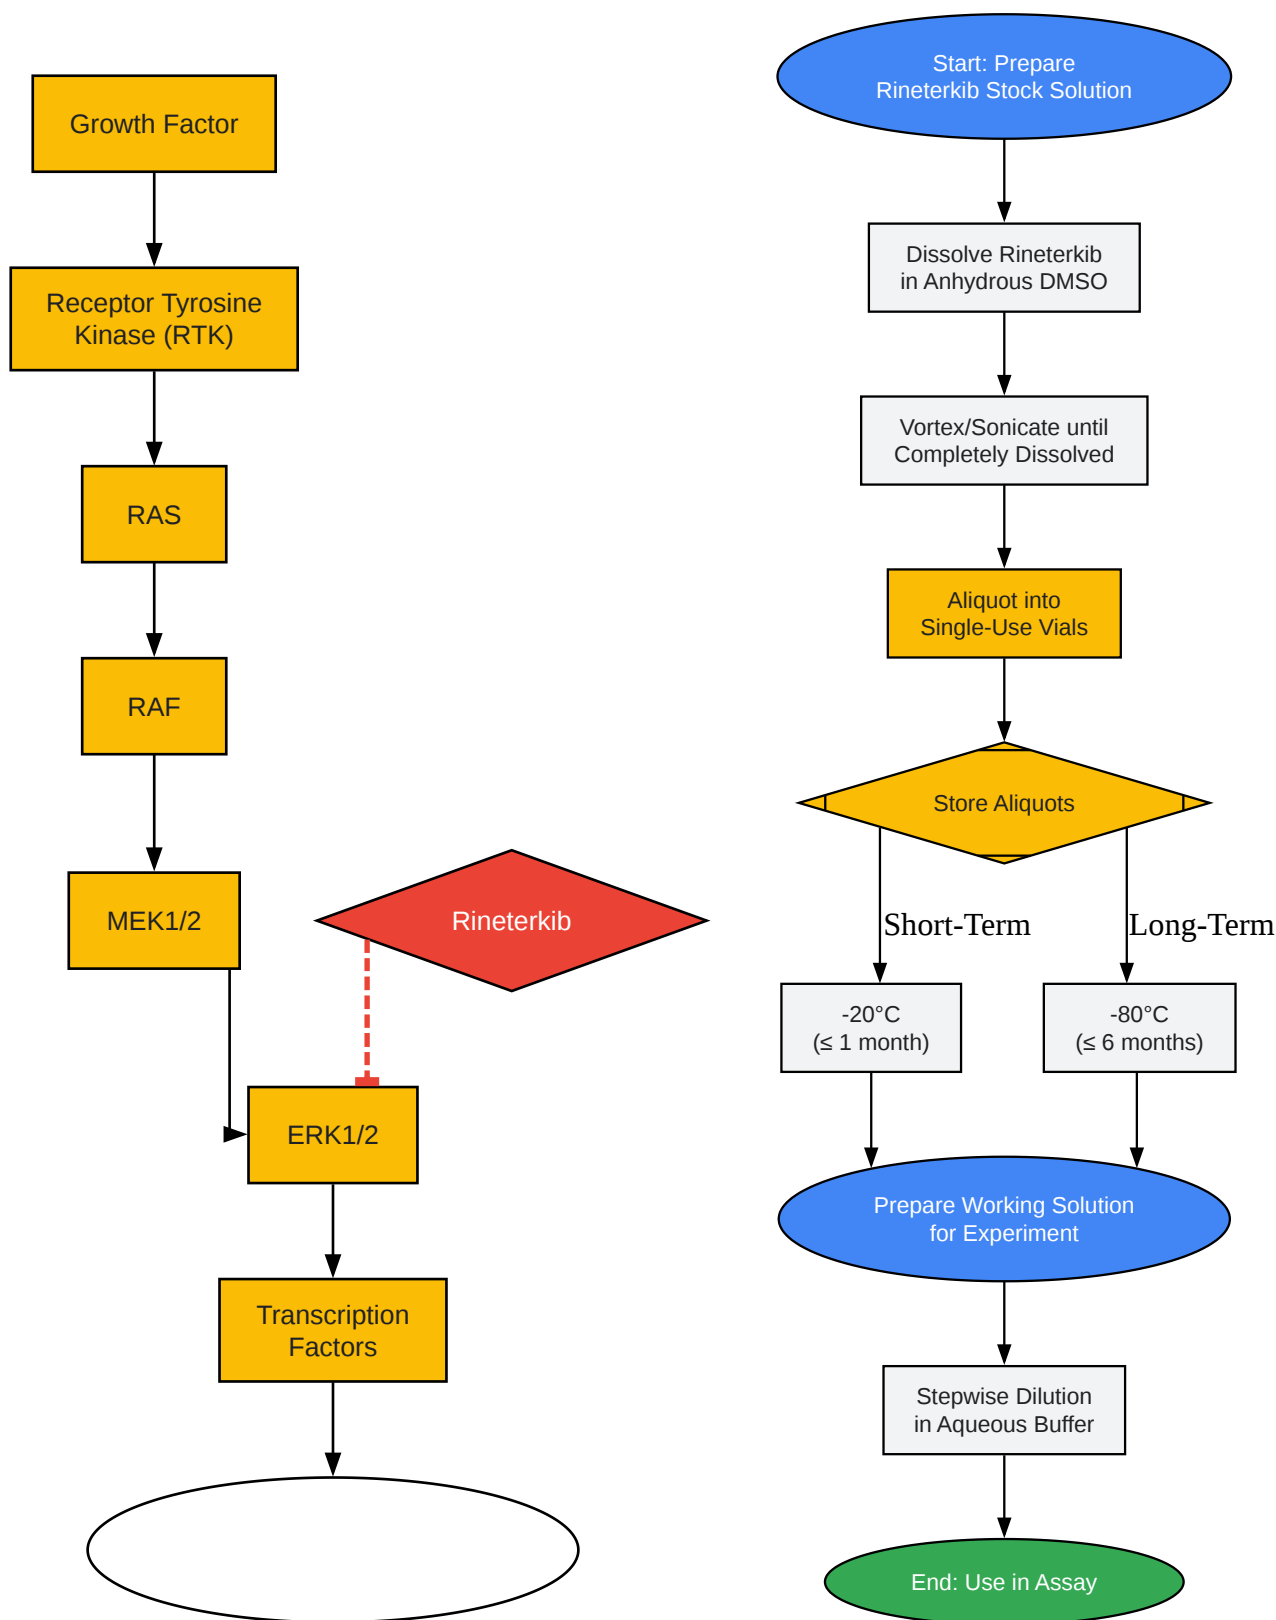 Growth Factor
Receptor Tyrosine
Kinase (RTK)
RAS
RAF
MEK1/2
Rineterkib
ERK1/2
Transcription
Factors
Start: Prepare
Rineterkib Stock Solution
Dissolve Rineterkib
in Anhydrous DMSO
Vortex/Sonicate until
Completely Dissolved
Aliquot into
Single-Use Vials
Store Aliquots
Short-Term
Long-Term
-20°C
(≤ 1 month)
-80°C
(≤ 6 months)
Prepare Working Solution
for Experiment
Stepwise Dilution
in Aqueous Buffer
End: Use in Assay